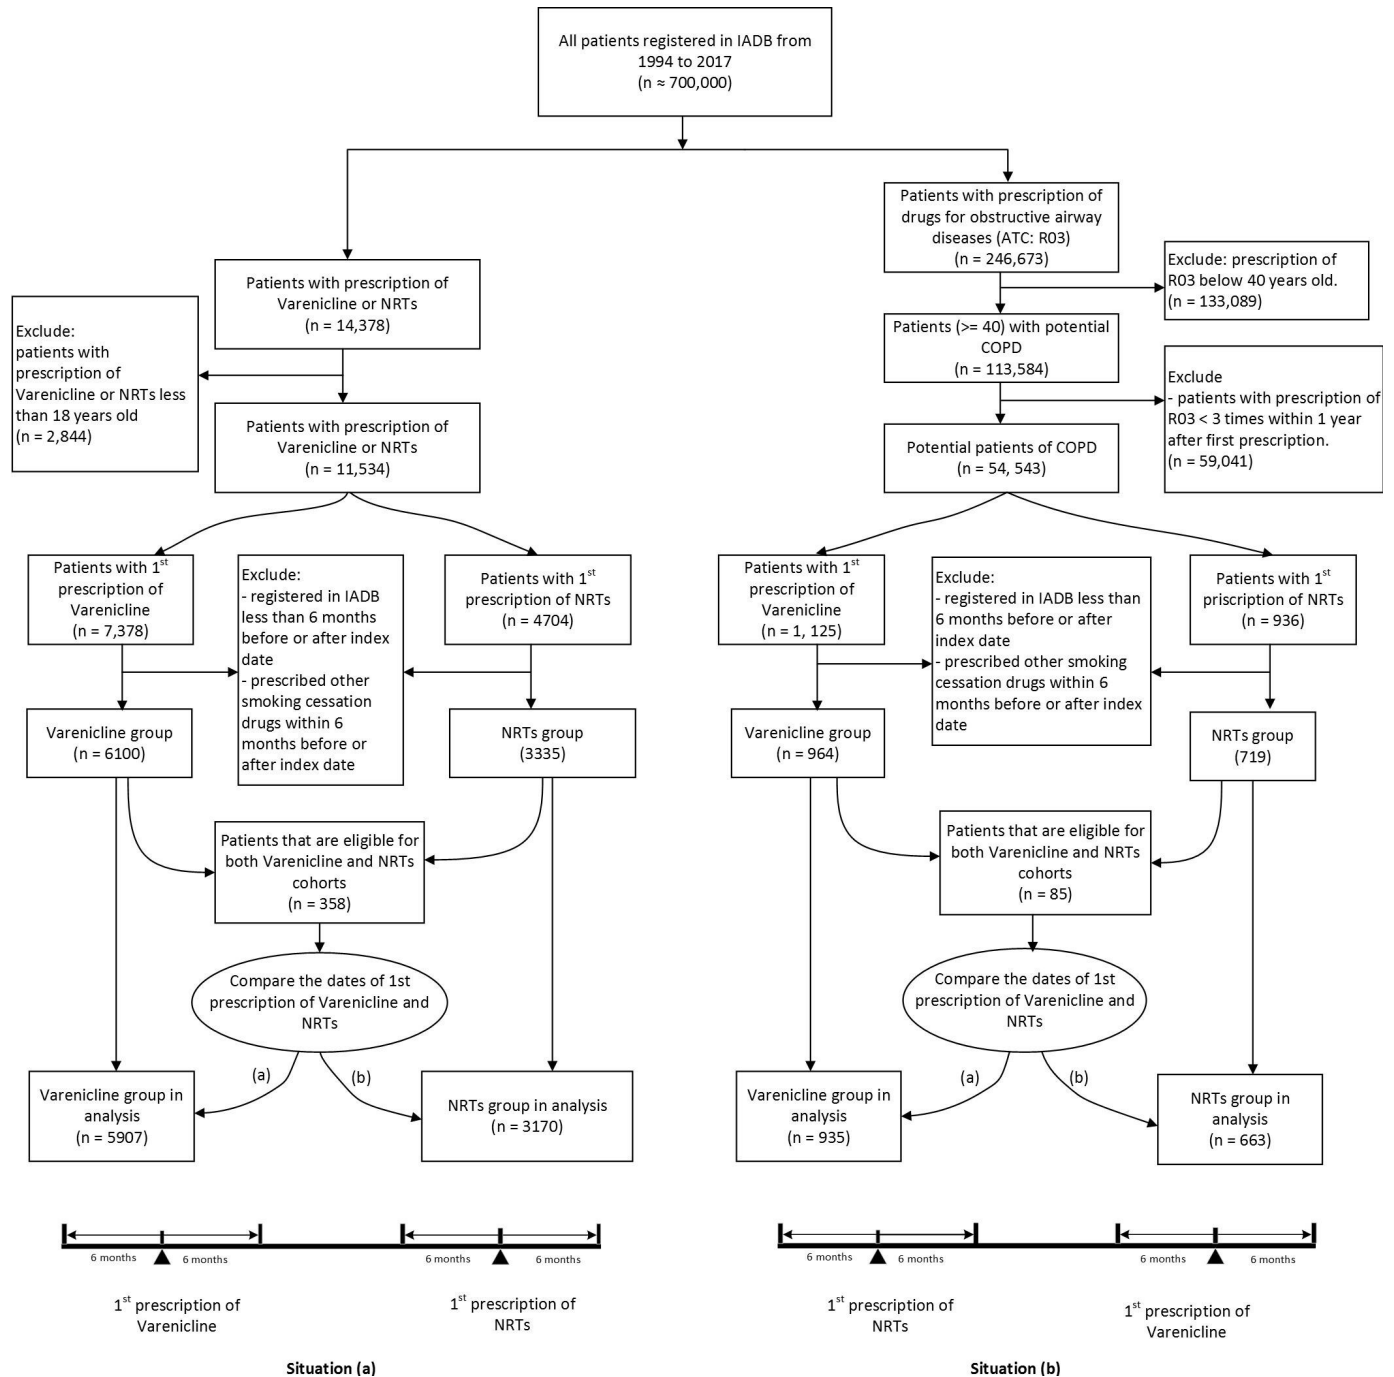 All patients registered in IADB from
1994 to 2017
(n ≈ 700,000)
Patients with prescription of
Varenicline or NRTs
(n = 14,378)
Exclude:
patients with
prescription of
Varenicline or NRTs less
than 18 years old
(n = 2,844)
Patients with prescription of
Varenicline or NRTs
(n = 11,534)
Patients with 1st
prescription of
Varenicline
(n = 7,378)
Exclude:
- registered in IADB
less than 6 months
before or after index
date
- prescribed other
smoking cessation
drugs within 6
months before or
after index date
Patients with 1st
prescription of NRTs
(n = 4704)
Varenicline group
(n = 6100)
NRTs group
(3335)
Patients that are eligible for
both Varenicline and NRTs
cohorts
(n = 358)
Compare the dates of 1st
prescription of Varenicline and
NRTs
(a)
(b)
Varenicline group in
analysis
(n = 5907)
NRTs group in analysis
(n = 3170)
Patients with prescription of
drugs for obstructive airway
diseases (ATC: R03)
(n = 246,673)
Exclude: prescription of
R03 below 40 years old.
(n = 133,089)
Patients (>= 40) with potential
COPD
(n = 113,584)
Exclude
- patients with prescription of
R03 < 3 times within 1 year
after first prescription.
(n = 59,041)
Potential patients of COPD
(n = 54, 543)
Patients with 1st
prescription of
Varenicline
(n = 1, 125)
Exclude:
- registered in IADB less than
6 months before or after
index date
- prescribed other smoking
cessation drugs within 6
months before or after index
date
Patients with 1st
priscription of NRTs
(n = 936)
Varenicline group
(n = 964)
NRTs group
(719)
Patients that are eligible for
both Varenicline and NRTs
cohorts
(n = 85)
Compare the dates of 1st
prescription of Varenicline and
NRTs
(a)
(b)
Varenicline group in
analysis
(n = 935)
NRTs group in
analysis
(n = 663)
6 months
6 months
6 months
6 months
1st prescription of
Varenicline
1st prescription of
NRTs
Situation (a)
6 months
6 months
6 months
6 months
1st prescription of
NRTs
1st prescription of
Varenicline
Situation (b)